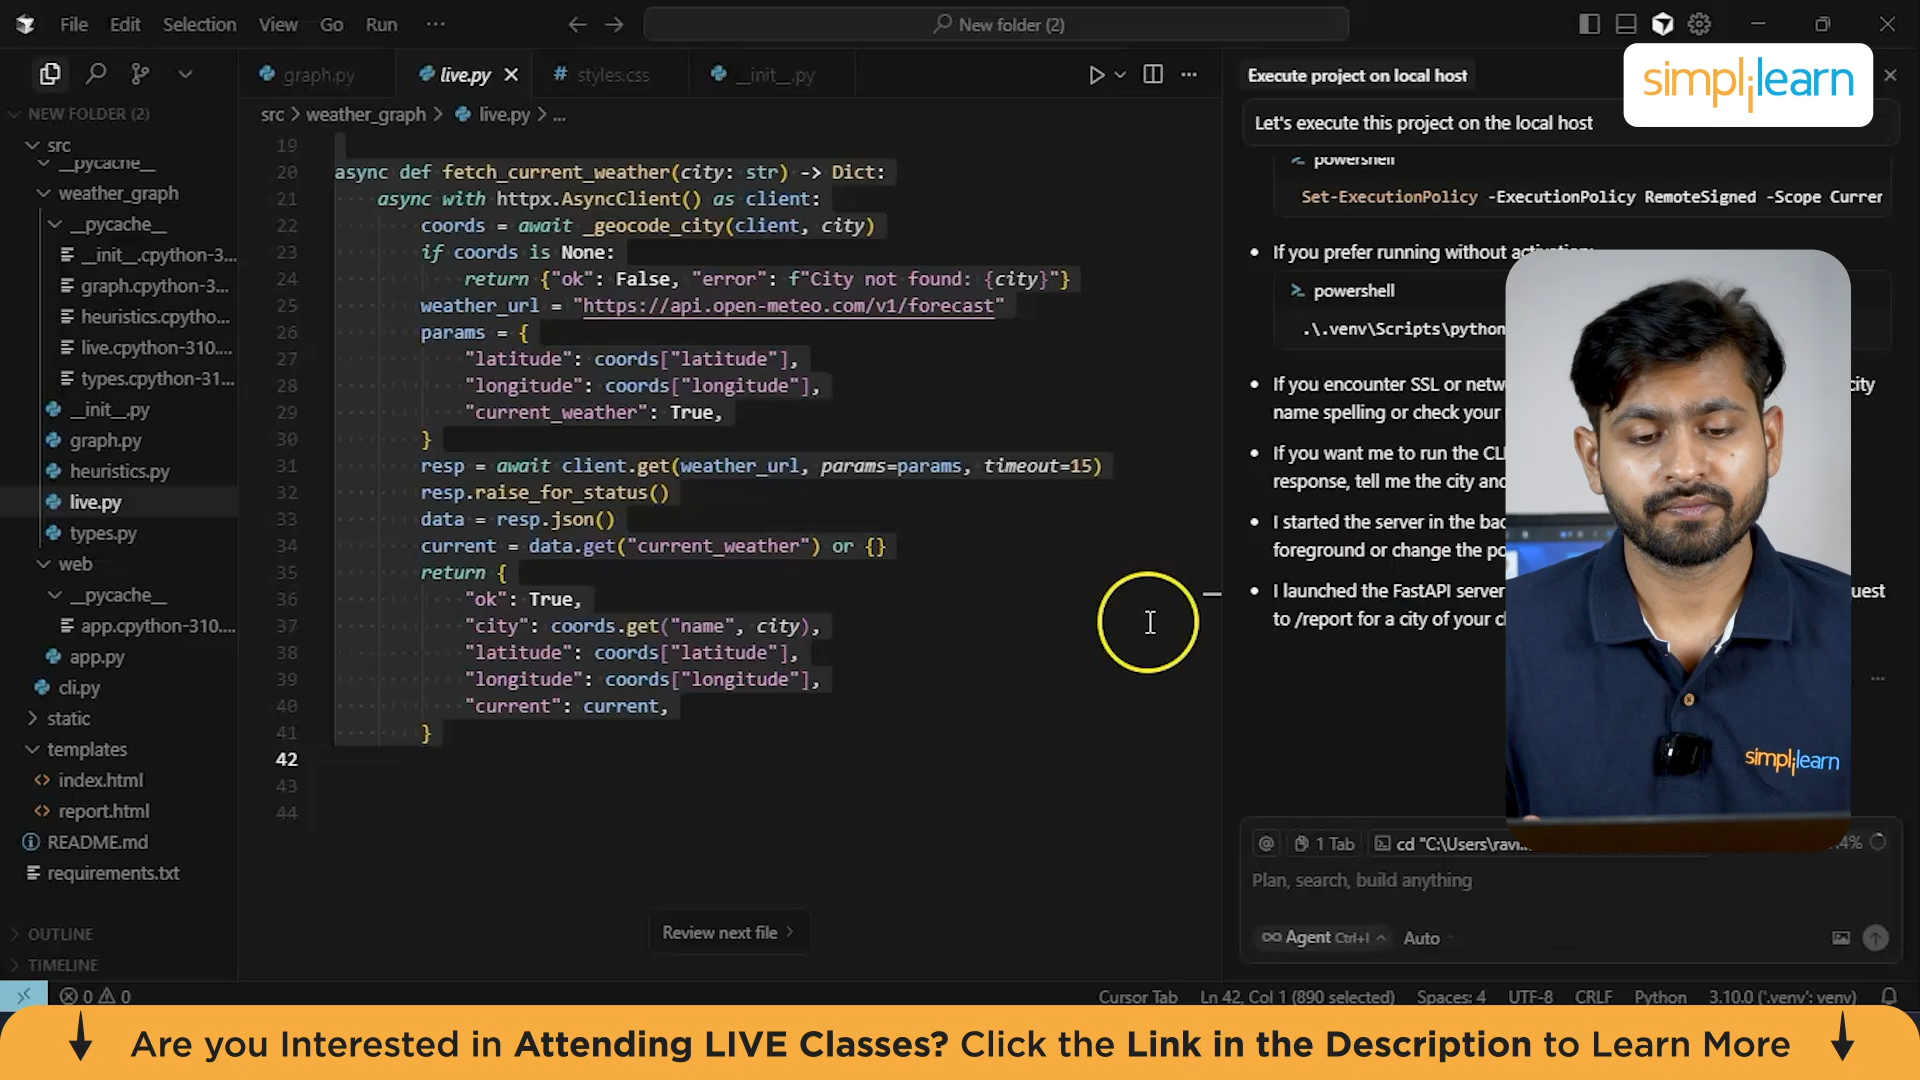 File Edit Selection View Go Run ···
New folder (2)
simplilearn
graph.py
live.py
# styles.css
__init__.py
src > weather_graph > live.py > ...
NEW FOLDER (2)
src
__pycache__
weather_graph
__pycache__
__init__.cpython-3...
graph.cpython-3...
heuristics.cpytho...
live.cpython-310....
types.cpython-31...
__init__.py
graph.py
heuristics.py
live.py
types.py
web
__pycache__
app.cpython-310....
app.py
cli.py
static
templates
index.html
report.html
README.md
requirements.txt
OUTLINE
TIMELINE
19
20 async def fetch_current_weather(city: str) -> Dict:
21 async with httpx.AsyncClient() as client:
22 coords = await _geocode_city(client, city)
23 if coords is None:
24 return {"ok": False, "error": f"City not found: {city}"}
25 weather_url = "https://api.open-meteo.com/v1/forecast"
26 params = {
27 "latitude": coords["latitude"],
28 "longitude": coords["longitude"],
29 "current_weather": True,
30 }
31 resp = await client.get(weather_url, params=params, timeout=15)
32 resp.raise_for_status()
33 data = resp.json()
34 current = data.get("current_weather") or {}
35 return {
36 "ok": True,
37 "city": coords.get("name", city),
38 "latitude": coords["latitude"],
39 "longitude": coords["longitude"],
40 "current": current,
41 }
42
43
44
Review next file >
Execute project on local host
Let's execute this project on the local host
powershell
Set-ExecutionPolicy -ExecutionPolicy RemoteSigned -Scope Curren
If you prefer running without activation:
powershell
.\.venv\Scripts\python
If you encounter SSL or netw
city
name spelling or check your
If you want me to run the CL
response, tell me the city and
I started the server in the bac
foreground or change the po
I launched the FastAPI server
uest
to /report for a city of your c
simplilearn
@ 1 Tab cd "C:\Users\ravi...
4%
Plan, search, build anything
Agent Ctrl+I Auto
0 0
Cursor Tab Ln 42, Col 1 (890 selected) Spaces: 4 UTF-8 CRLF Python 3.10.0 ('.venv': venv)
Are you Interested in Attending LIVE Classes? Click the Link in the Description to Learn More